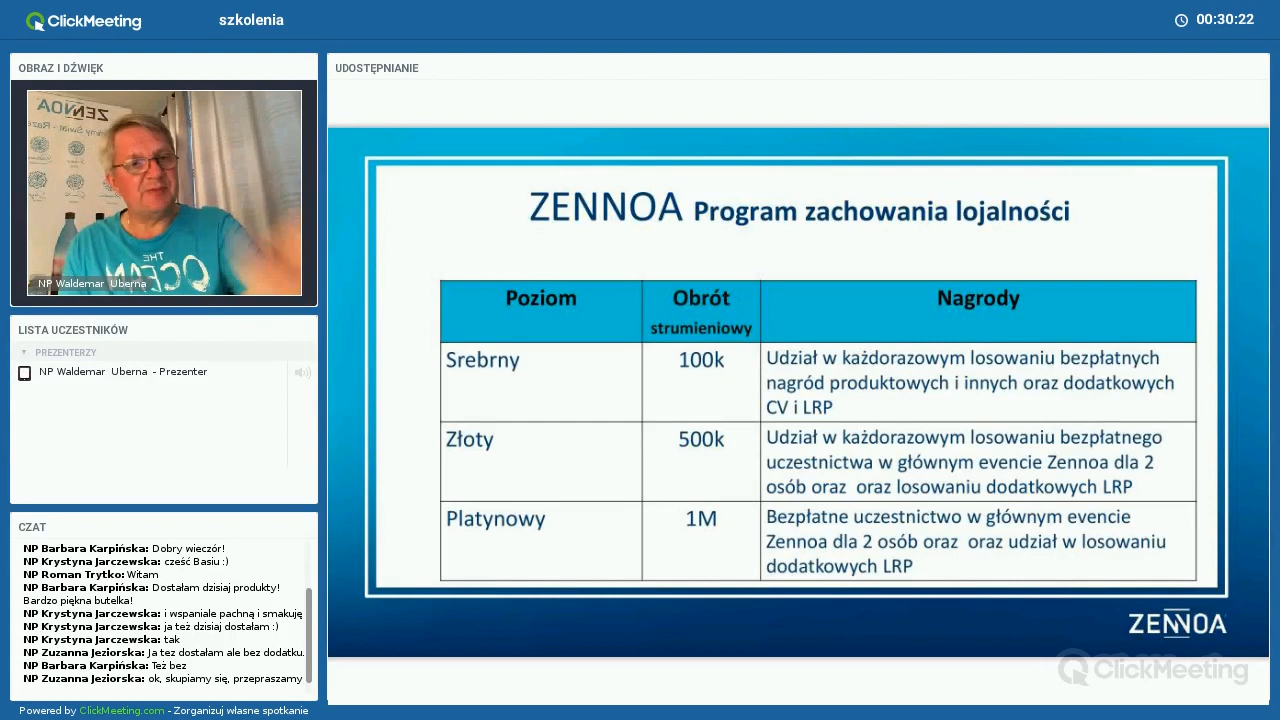 ClickMeeting
szkolenia
00:30:22
OBRAZ I DŹWIĘK
ZENNOA
THE
OCEAN
NP Waldemar Uberna
LISTA UCZESTNIKÓW
PREZENTERZY
NP Waldemar Uberna - Prezenter
CZAT
NP Barbara Karpińska: Dobry wieczór!
NP Krystyna Jarczewska: cześć Basiu :)
NP Roman Trytko: Witam
NP Barbara Karpińska: Dostałam dzisiaj produkty!
Bardzo piękna butelka!
NP Krystyna Jarczewska: i wspaniale pachną i smakuję
NP Krystyna Jarczewska: ja też dzisiaj dostałam :)
NP Krystyna Jarczewska: tak
NP Zuzanna Jeziorska: Ja tez dostałam ale bez dodatku.
NP Barbara Karpińska: Też bez
NP Zuzanna Jeziorska: ok, skupiamy się, przepraszamy
Powered by ClickMeeting.com - Zorganizuj własne spotkanie
UDOSTĘPNIANIE
ZENNOA Program zachowania lojalności
Poziom Obrót Nagrody
strumieniowy
Srebrny 100k Udział w każdorazowym losowaniu bezpłatnych
nagród produktowych i innych oraz dodatkowych
CV i LRP
Złoty 500k Udział w każdorazowym losowaniu bezpłatnego
uczestnictwa w głównym evencie Zennoa dla 2
osób oraz oraz losowaniu dodatkowych LRP
Platynowy 1M Bezpłatne uczestnictwo w głównym evencie
Zennoa dla 2 osób oraz oraz udział w losowaniu
dodatkowych LRP
ZENNOA
ClickMeeting